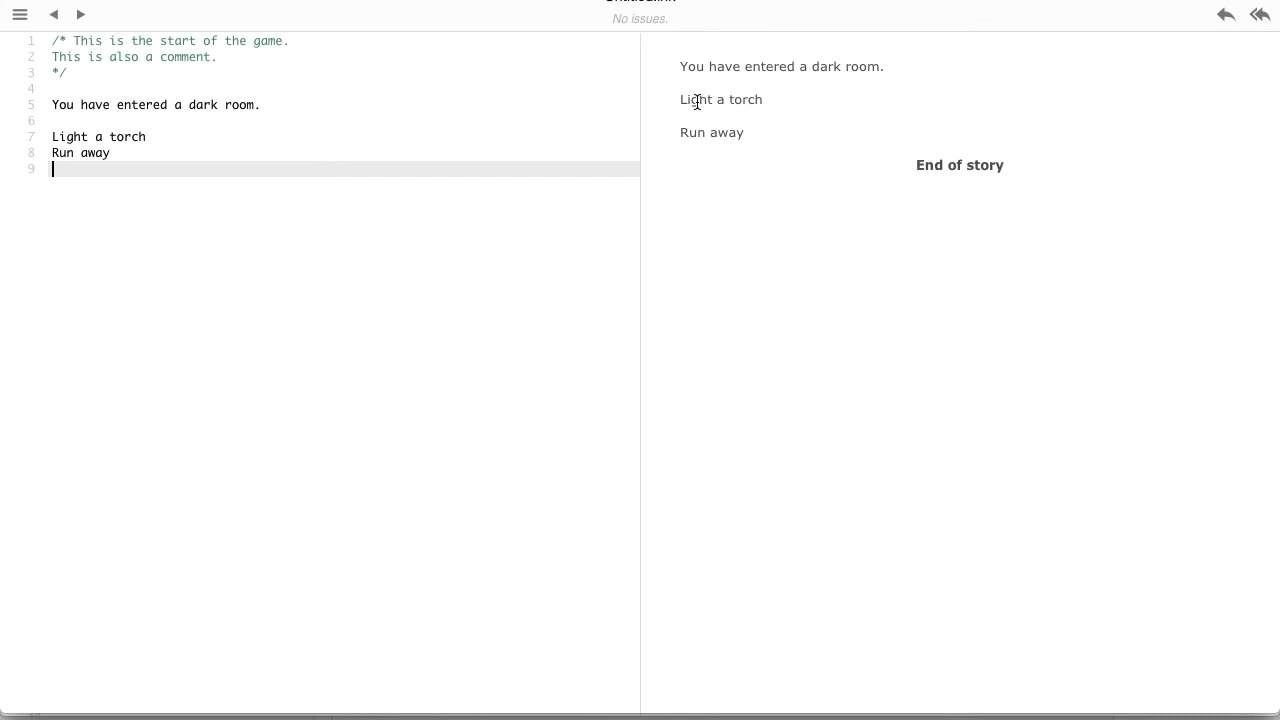 No issues.
1 /* This is the start of the game.
2 This is also a comment.
3 */
4
5 You have entered a dark room.
6
7 Light a torch
8 Run away
9
You have entered a dark room.
Light a torch
Run away
End of story